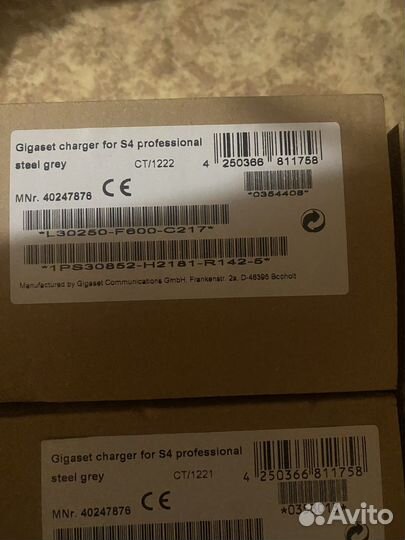 Gigaset charger for S4 professional
steel grey CT/1222 4 250366 811758
MNr. 40247876 CE *0354408*
*L30250-F600-C217*
*1PS30852-H2181-R142-5*
Manufactured by Gigaset Communications GmbH, Frankenstr. 2a, D-46395 Bocholt
Gigaset charger for S4 professional
steel grey CT/1221 4 250366 811758
MNr. 40247876 CE
Avito